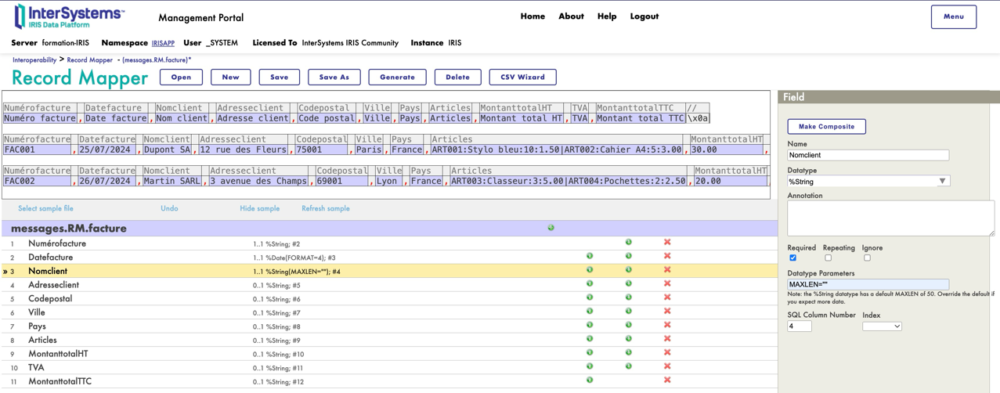 InterSystems™
IRIS Data Platform
Management Portal
Home About Help Logout
Menu
Server formation-IRIS Namespace IRISAPP User _SYSTEM Licensed To InterSystems IRIS Community Instance IRIS
Interoperability > Record Mapper - (messages.RM.facture)*
Record Mapper Open New Save Save As Generate Delete CSV Wizard
Numérofacture Datefacture Nomclient Adresseclient Codepostal Ville Pays Articles MontanttotalHT TVA MontanttotalTTC //
Numéro facture , Date facture , Nom client , Adresse client , Code postal , Ville , Pays , Articles , Montant total HT , TVA , Montant total TTC \x0a
Numérofacture Datefacture Nomclient Adresseclient Codepostal Ville Pays Articles MontanttotalHT
FAC001 , 25/07/2024 , Dupont SA , 12 rue des Fleurs , 75001 , Paris , France , ART001:Stylo bleu:10:1.50|ART002:Cahier A4:5:3.00 , 30.00 ,
Numérofacture Datefacture Nomclient Adresseclient Codepostal Ville Pays Articles MontanttotalHT
FAC002 , 26/07/2024 , Martin SARL , 3 avenue des Champs , 69001 , Lyon , France , ART003:Classeur:3:5.00|ART004:Pochettes:2:2.50 , 20.00
Select sample file Undo Hide sample Refresh sample
messages.RM.facture
1 Numérofacture 1..1 %String; #2
2 Datefacture 1..1 %Date(FORMAT=4); #3
» 3 Nomclient 1..1 %String(MAXLEN=""); #4
4 Adresseclient 0..1 %String; #5
5 Codepostal 0..1 %String; #6
6 Ville 0..1 %String; #7
7 Pays 0..1 %String; #8
8 Articles 0..1 %String; #9
9 MontanttotalHT 0..1 %String; #10
10 TVA 0..1 %String; #11
11 MontanttotalTTC 0..1 %String; #12
Field
Make Composite
Name
Nomclient
Datatype
%String
Annotation
Required Repeating Ignore
Datatype Parameters
MAXLEN=""
Note: the %String datatype has a default MAXLEN of 50. Override the default if
you expect more data.
SQL Column Number Index
4